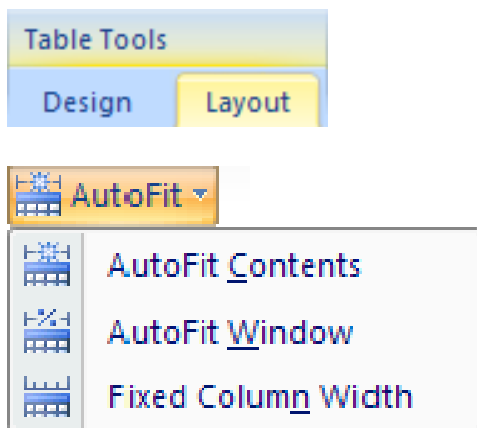 Table Tools
Design Layout
AutoFit
AutoFit Contents
AutoFit Window
Fixed Column Width